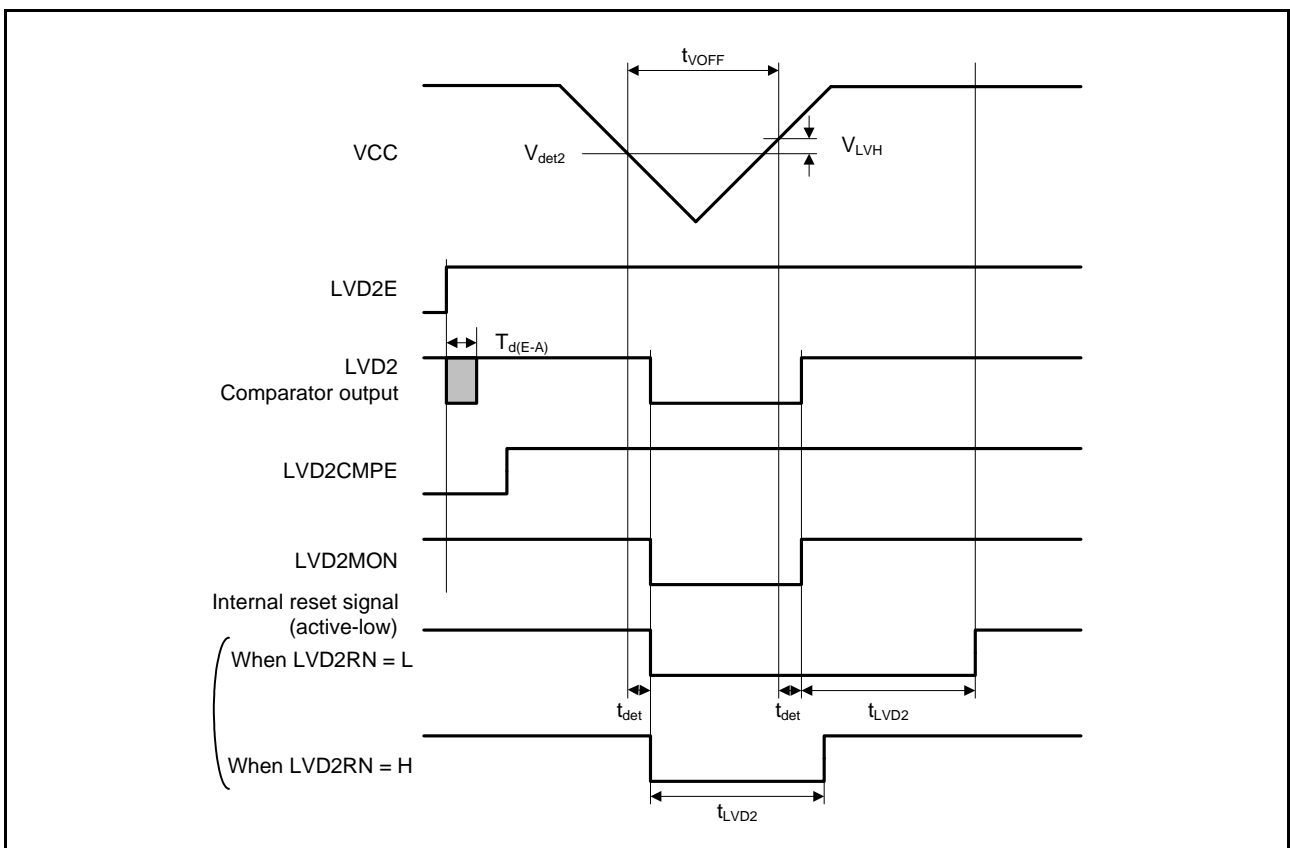 tVOFF
VCC
Vdet2
VLVH
LVD2E
Td(E-A)
LVD2
Comparator output
LVD2CMPE
LVD2MON
Internal reset signal
(active-low)
When LVD2RN = L
tdet
tdet
tLVD2
When LVD2RN = H
tLVD2